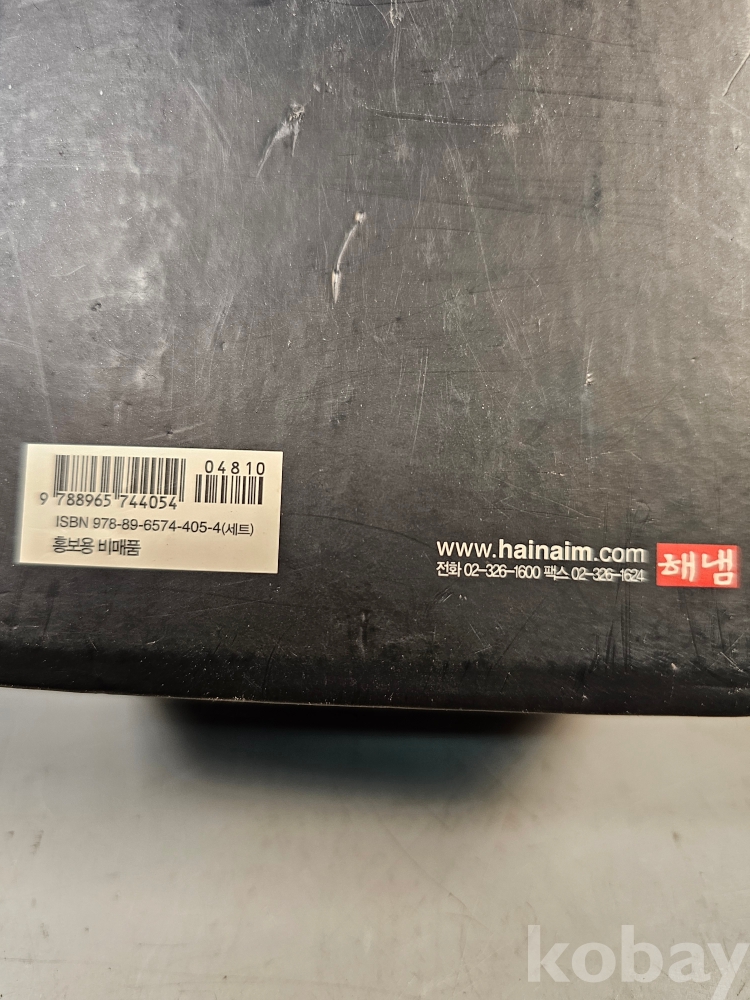 04810
9 788965 744054
ISBN 978-89-6574-405-4(세트)
홍보용 비매품
www.hainaim.com
전화 02-326-1600 팩스 02-326-1624
해냄
kobay